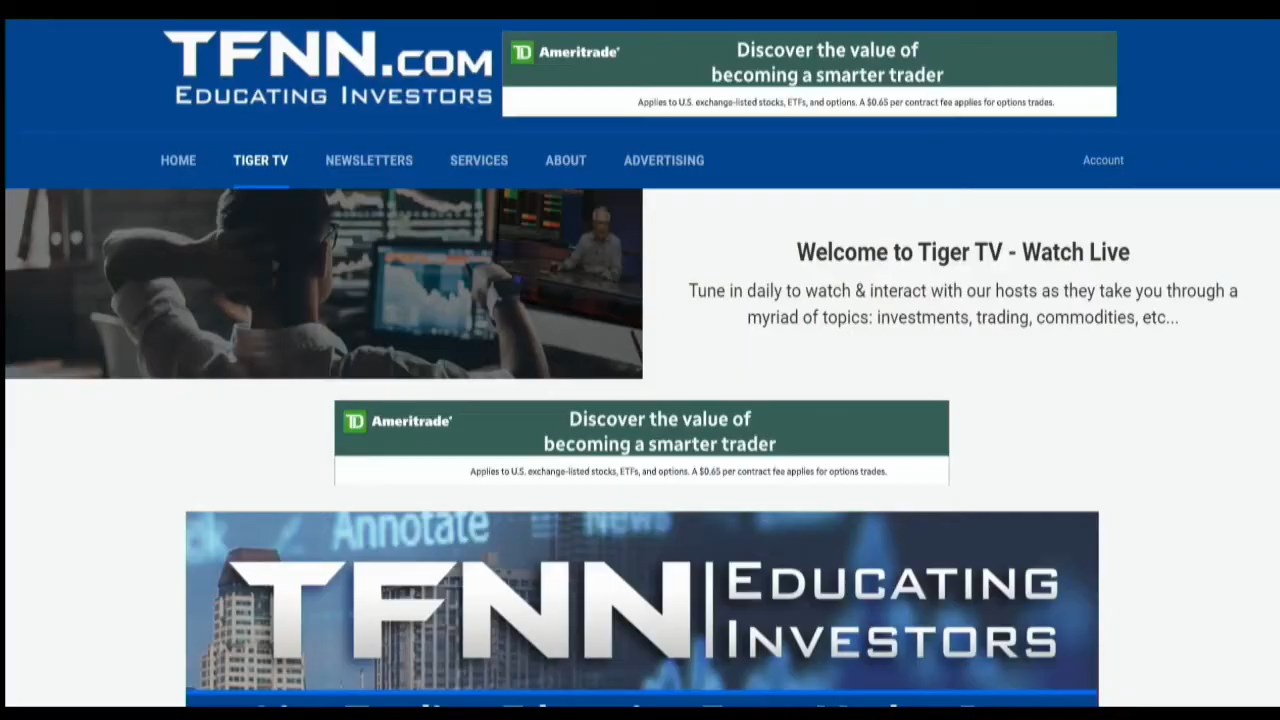 TFNN.COM
EDUCATING INVESTORS
TD Ameritrade
Discover the value of
becoming a smarter trader
Applies to U.S. exchange-listed stocks, ETFs, and options. A $0.65 per contract fee applies for options trades.
HOME TIGER TV NEWSLETTERS SERVICES ABOUT ADVERTISING Account
Welcome to Tiger TV - Watch Live
Tune in daily to watch & interact with our hosts as they take you through a
myriad of topics: investments, trading, commodities, etc...
TD Ameritrade
Discover the value of
becoming a smarter trader
Applies to U.S. exchange-listed stocks, ETFs, and options. A $0.65 per contract fee applies for options trades.
Annotate News
TFNN EDUCATING
INVESTORS